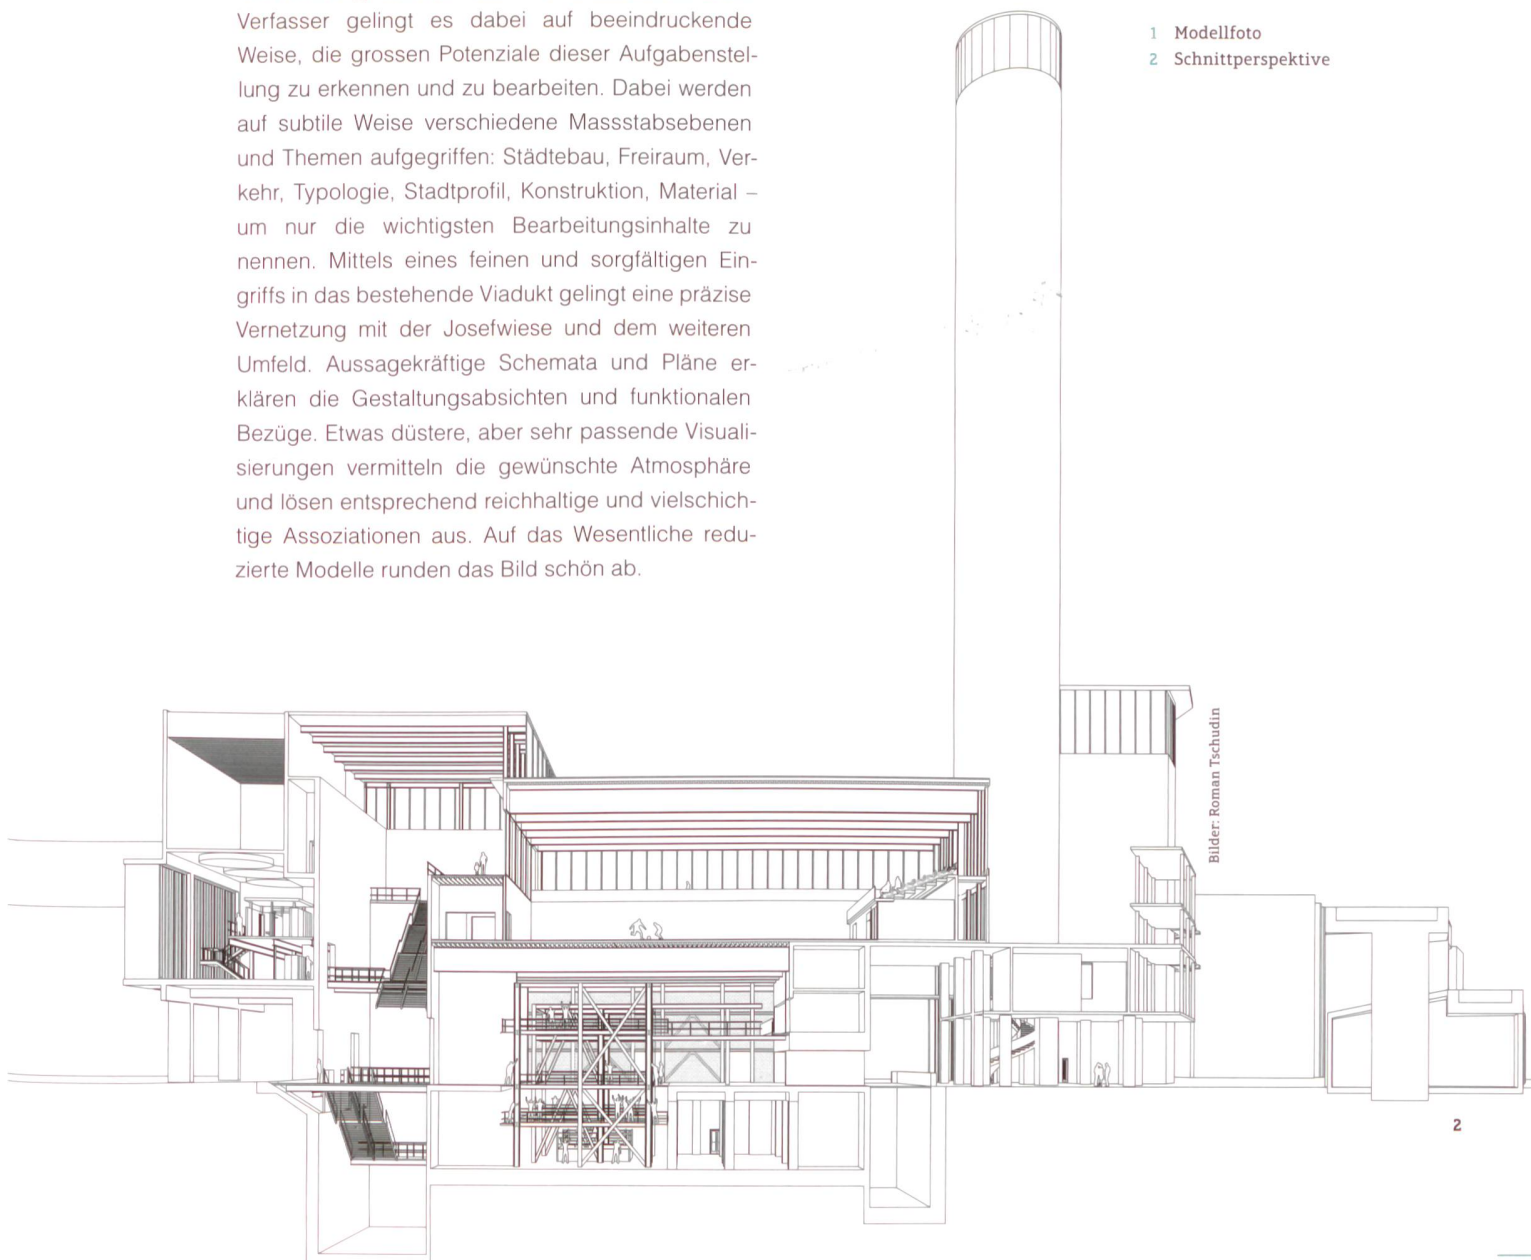 Verfasser gelingt es dabei auf beeindruckende
Weise, die grossen Potenziale dieser Aufgabenstel-
lung zu erkennen und zu bearbeiten. Dabei werden
auf subtile Weise verschiedene Massstabsebenen
und Themen aufgegriffen: Städtebau, Freiraum, Ver-
kehr, Typologie, Stadtprofil, Konstruktion, Material –
um nur die wichtigsten Bearbeitungsinhalte zu
nennen. Mittels eines feinen und sorgfältigen Ein-
griffs in das bestehende Viadukt gelingt eine präzise
Vernetzung mit der Josefwiese und dem weiteren
Umfeld. Aussagekräftige Schemata und Pläne er-
klären die Gestaltungsabsichten und funktionalen
Bezüge. Etwas düstere, aber sehr passende Visuali-
sierungen vermitteln die gewünschte Atmosphäre
und lösen entsprechend reichhaltige und vielschich-
tige Assoziationen aus. Auf das Wesentliche redu-
zierte Modelle runden das Bild schön ab.
1 Modellfoto
2 Schnittperspektive
Bilder: Roman Tschudin
2